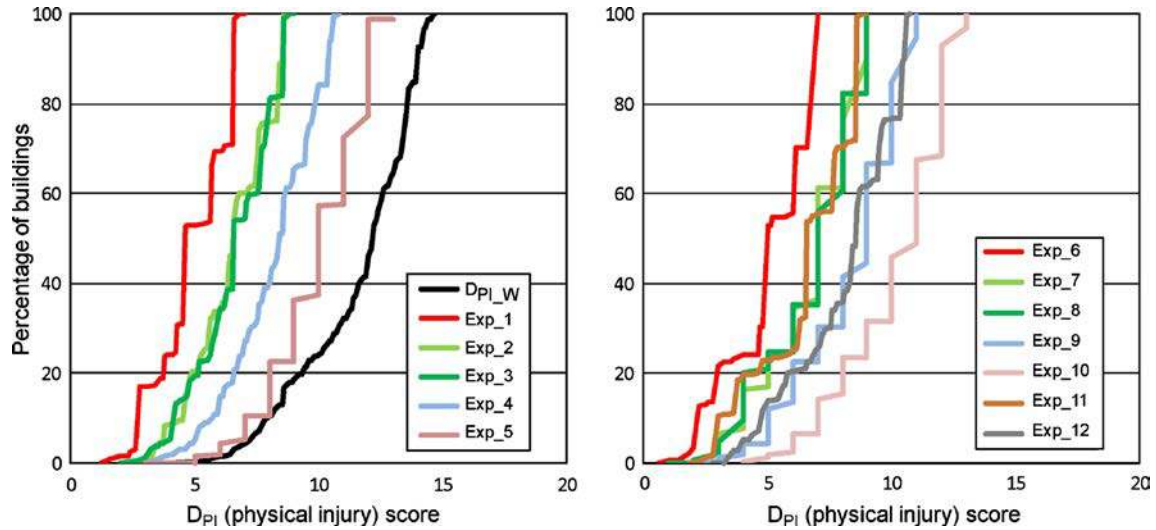 Percentage of buildings
100
80
60
40
20
0
0 5 10 15 20
D_PI (physical injury) score
D_PI_W
Exp_1
Exp_2
Exp_3
Exp_4
Exp_5
100
80
60
40
20
0
0 5 10 15 20
D_PI (physical injury) score
Exp_6
Exp_7
Exp_8
Exp_9
Exp_10
Exp_11
Exp_12